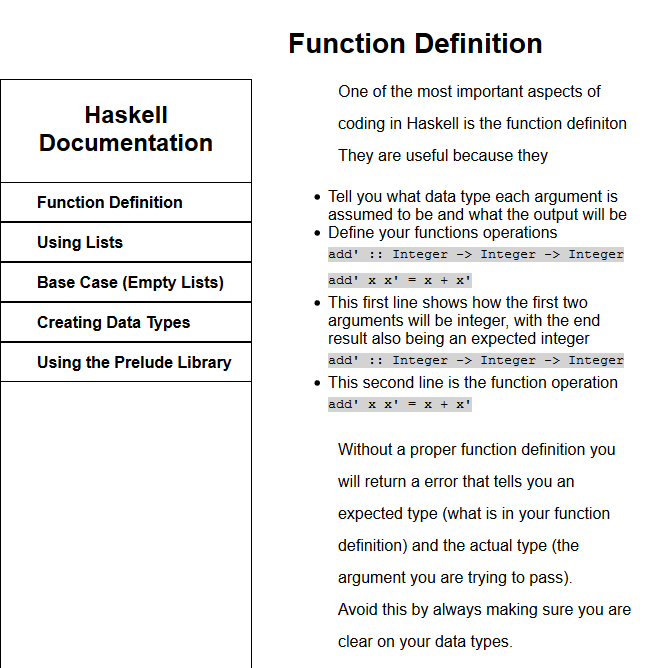 Haskell
Documentation
Function Definition
Using Lists
Base Case (Empty Lists)
Creating Data Types
Using the Prelude Library
Function Definition
One of the most important aspects of
coding in Haskell is the function definiton
They are useful because they
• Tell you what data type each argument is
assumed to be and what the output will be
• Define your functions operations
add' :: Integer -> Integer -> Integer
add' x x' = x + x'
• This first line shows how the first two
arguments will be integer, with the end
result also being an expected integer
add' :: Integer -> Integer -> Integer
• This second line is the function operation
add' x x' = x + x'
Without a proper function definition you
will return a error that tells you an
expected type (what is in your function
definition) and the actual type (the
argument you are trying to pass).
Avoid this by always making sure you are
clear on your data types.